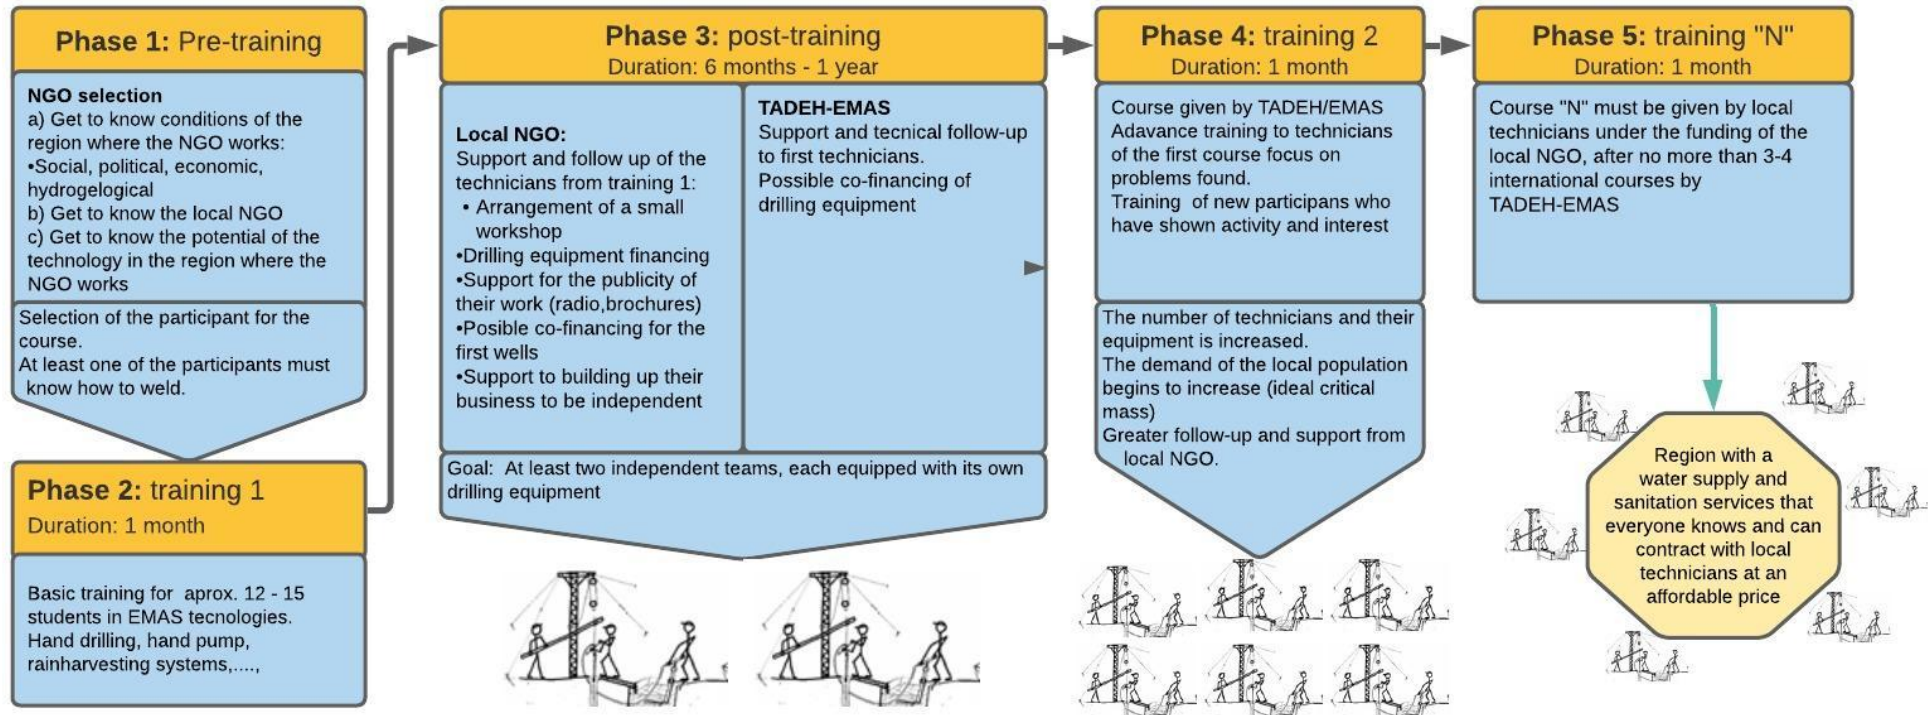 Phase 1: Pre-training
NGO selection
a) Get to know conditions of the
region where the NGO works:
•Social, political, economic,
hydrogelogical
b) Get to know the local NGO
c) Get to know the potential of the
technology in the region where the
NGO works
Selection of the participant for the
course.
At least one of the participants must
know how to weld.
Phase 2: training 1
Duration: 1 month
Basic training for aprox. 12 - 15
students in EMAS tecnologies.
Hand drilling, hand pump,
rainharvesting systems,....,
Phase 3: post-training
Duration: 6 months - 1 year
Local NGO:
Support and follow up of the
technicians from training 1:
• Arrangement of a small
workshop
•Drilling equipment financing
•Support for the publicity of
their work (radio,brochures)
•Posible co-financing for the
first wells
•Support to building up their
business to be independent
TADEH-EMAS
Support and tecnical follow-up
to first technicians.
Possible co-financing of
drilling equipment
Goal: At least two independent teams, each equipped with its own
drilling equipment
Phase 4: training 2
Duration: 1 month
Course given by TADEH/EMAS
Adavance training to technicians
of the first course focus on
problems found.
Training of new participans who
have shown activity and interest
The number of technicians and their
equipment is increased.
The demand of the local population
begins to increase (ideal critical
mass)
Greater follow-up and support from
local NGO.
Phase 5: training "N"
Duration: 1 month
Course "N" must be given by local
technicians under the funding of the
local NGO, after no more than 3-4
international courses by
TADEH-EMAS
Region with a
water supply and
sanitation services that
everyone knows and can
contract with local
technicians at an
affordable price